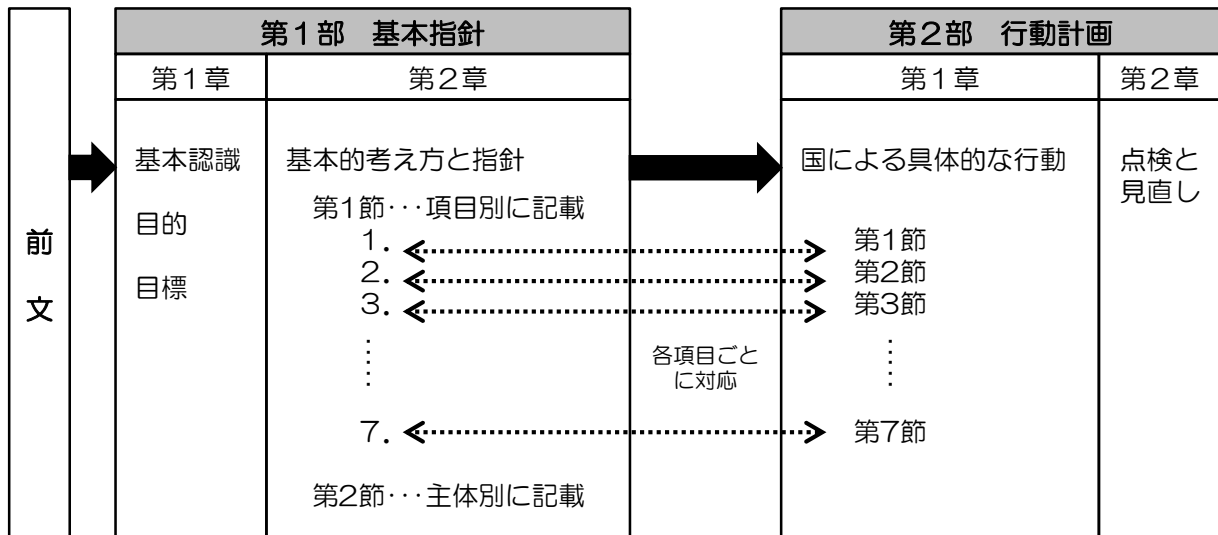 前文
第1部 基本指針
第1章
第2章
基本認識
目的
目標
基本的考え方と指針
第1節･･･項目別に記載
1.
2.
3.
⋮
7.
第2節･･･主体別に記載
各項目ごと
に対応
第2部 行動計画
第1章
第2章
国による具体的な行動
第1節
第2節
第3節
⋮
第7節
点検と
見直し